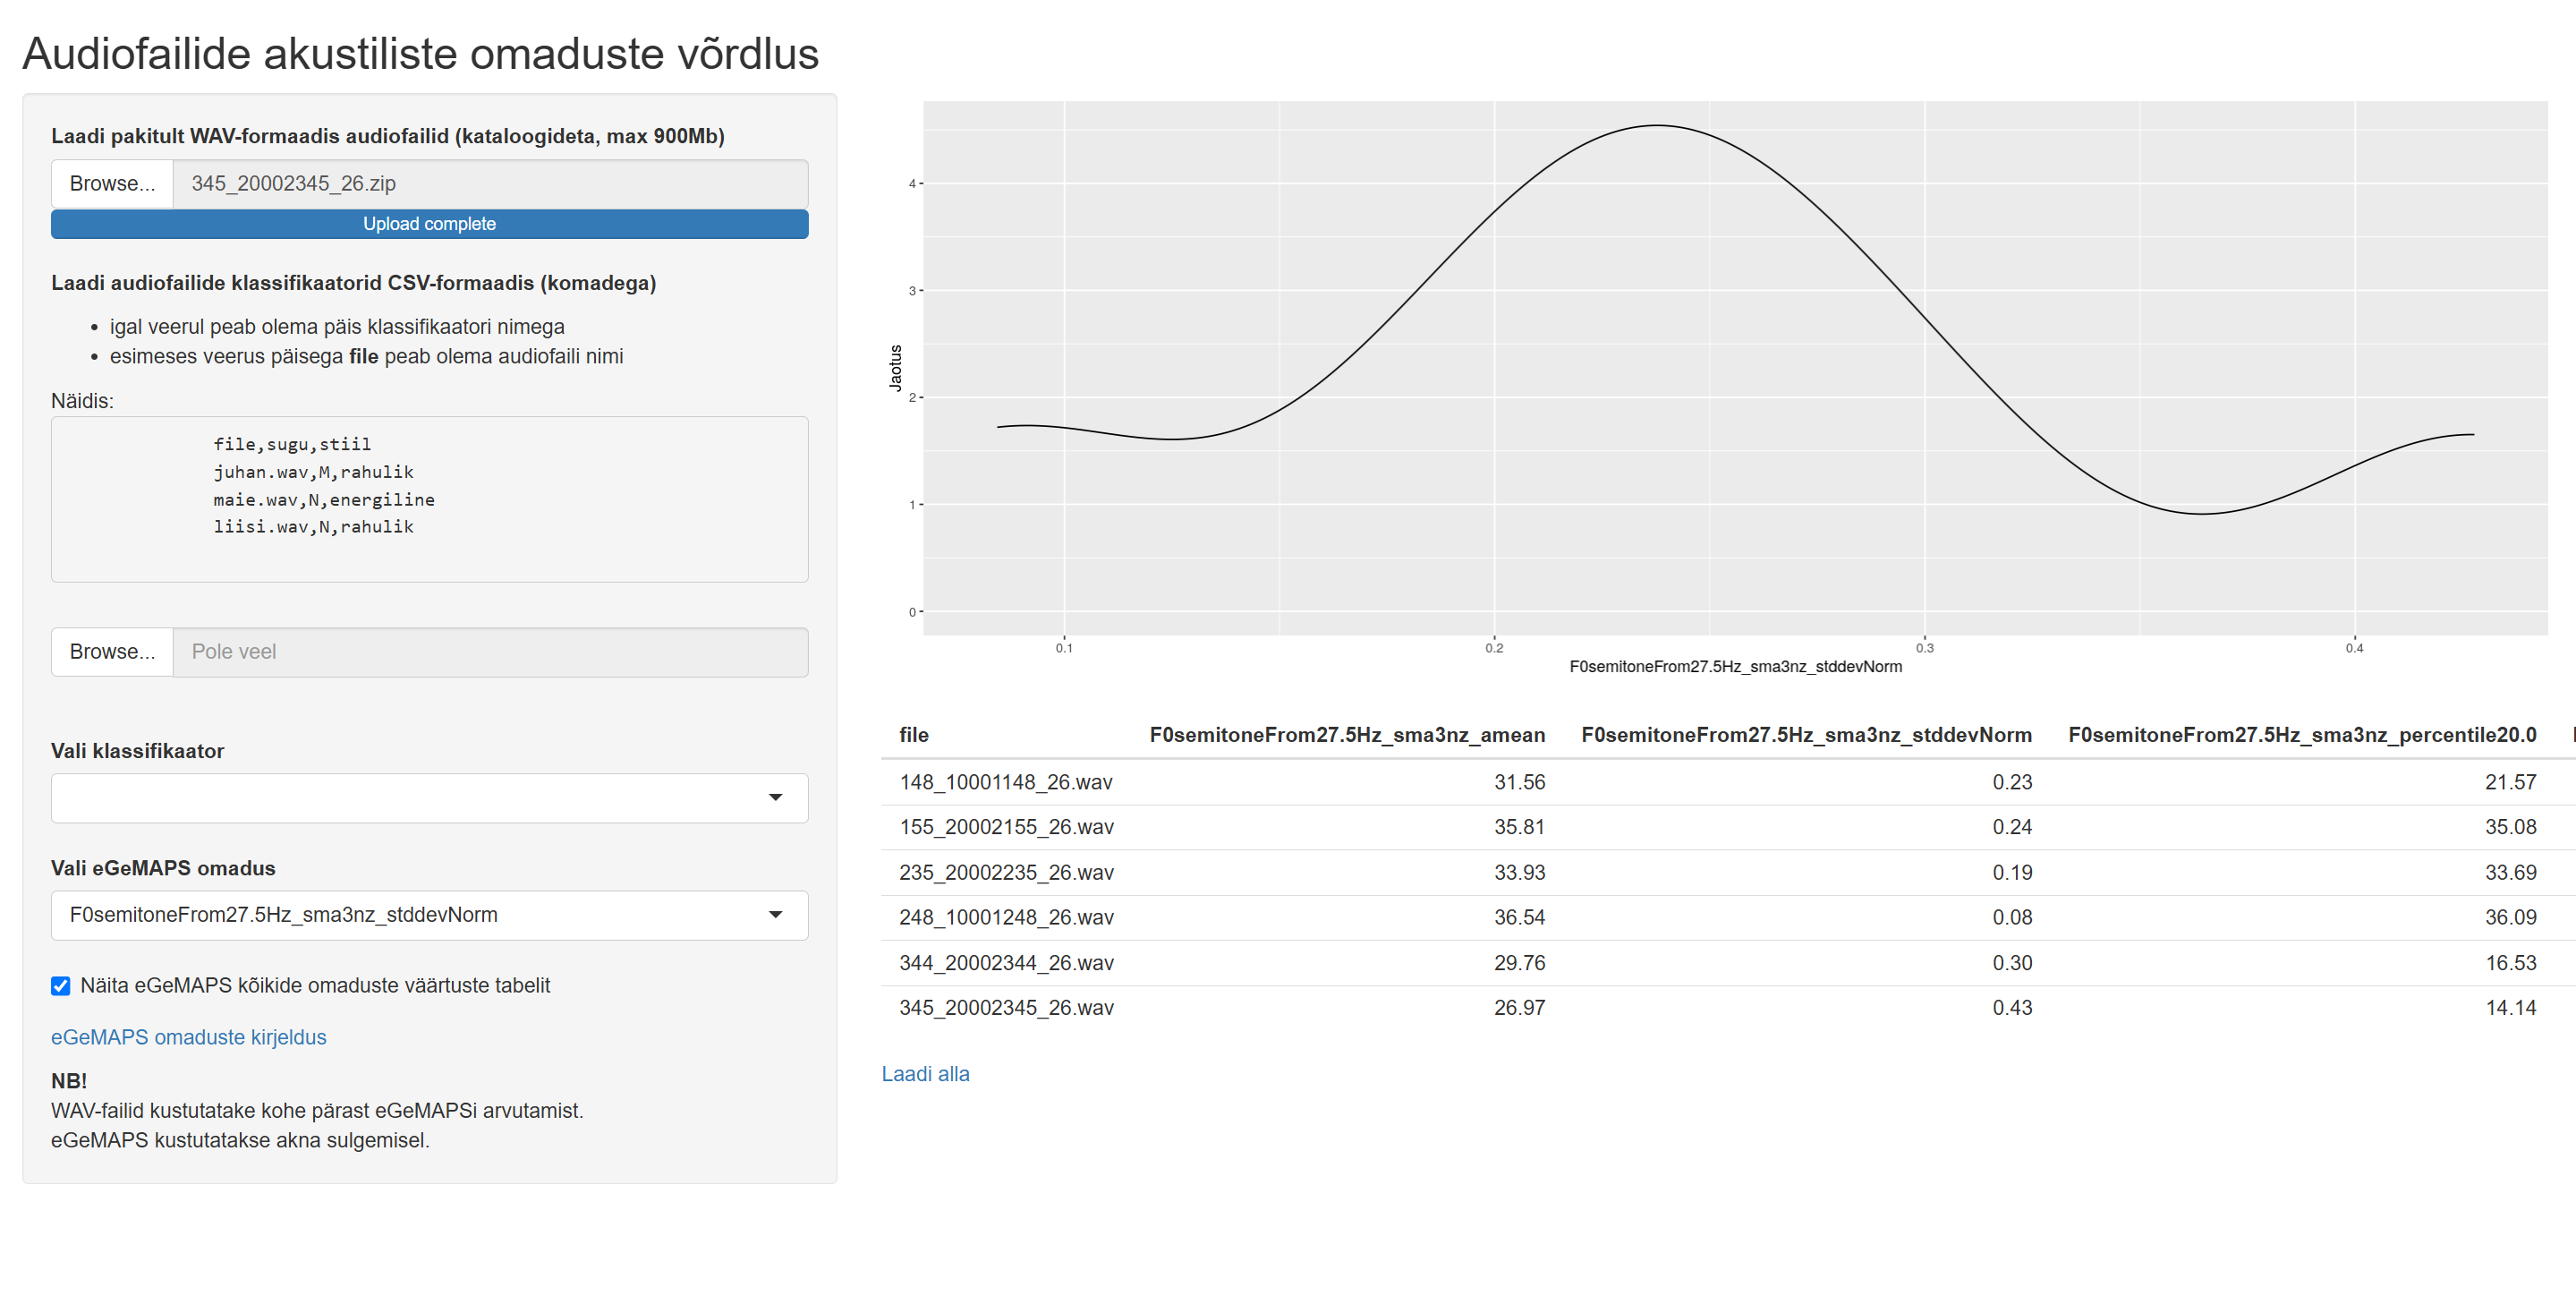 Audiofailide akustiliste omaduste võrdlus
Laadi pakitult WAV-formaadis audiofailid (kataloogideta, max 900Mb)
Browse... 345_20002345_26.zip
Upload complete
Laadi audiofailide klassifikaatorid CSV-formaadis (komadega)
• igal veerul peab olema päis klassifikaatori nimega
• esimeses veerus päisega file peab olema audiofaili nimi
Näidis:
file,sugu,stiil
juhan.wav,M,rahulik
maie.wav,N,energiline
liisi.wav,N,rahulik
Browse... Pole veel
Vali klassifikaator
Vali eGeMAPS omadus
F0semitoneFrom27.5Hz_sma3nz_stddevNorm
Näita eGeMAPS kõikide omaduste väärtuste tabelit
eGeMAPS omaduste kirjeldus
NB!
WAV-failid kustutatake kohe pärast eGeMAPSi arvutamist.
eGeMAPS kustutatakse akna sulgemisel.
Jaotus
4
3
2
1
0
0.1 0.2 0.3 0.4
F0semitoneFrom27.5Hz_sma3nz_stddevNorm
file F0semitoneFrom27.5Hz_sma3nz_amean F0semitoneFrom27.5Hz_sma3nz_stddevNorm F0semitoneFrom27.5Hz_sma3nz_percentile20.0
148_10001148_26.wav 31.56 0.23 21.57
155_20002155_26.wav 35.81 0.24 35.08
235_20002235_26.wav 33.93 0.19 33.69
248_10001248_26.wav 36.54 0.08 36.09
344_20002344_26.wav 29.76 0.30 16.53
345_20002345_26.wav 26.97 0.43 14.14
Laadi alla